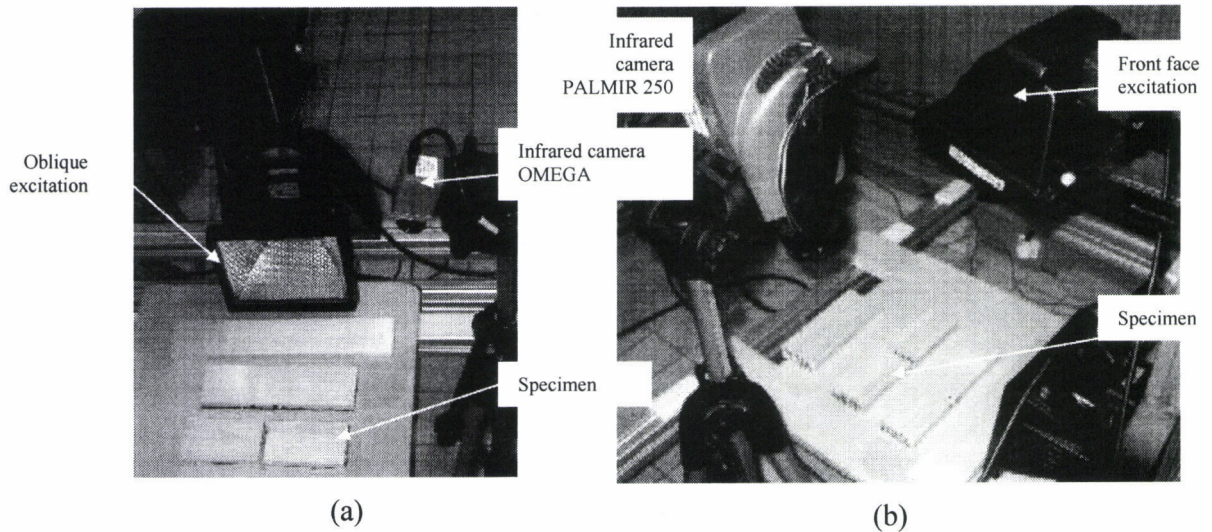 Oblique
excitation
Infrared camera
OMEGA
Specimen
(a)
Infrared
camera
PALMIR 250
Front face
excitation
Specimen
(b)